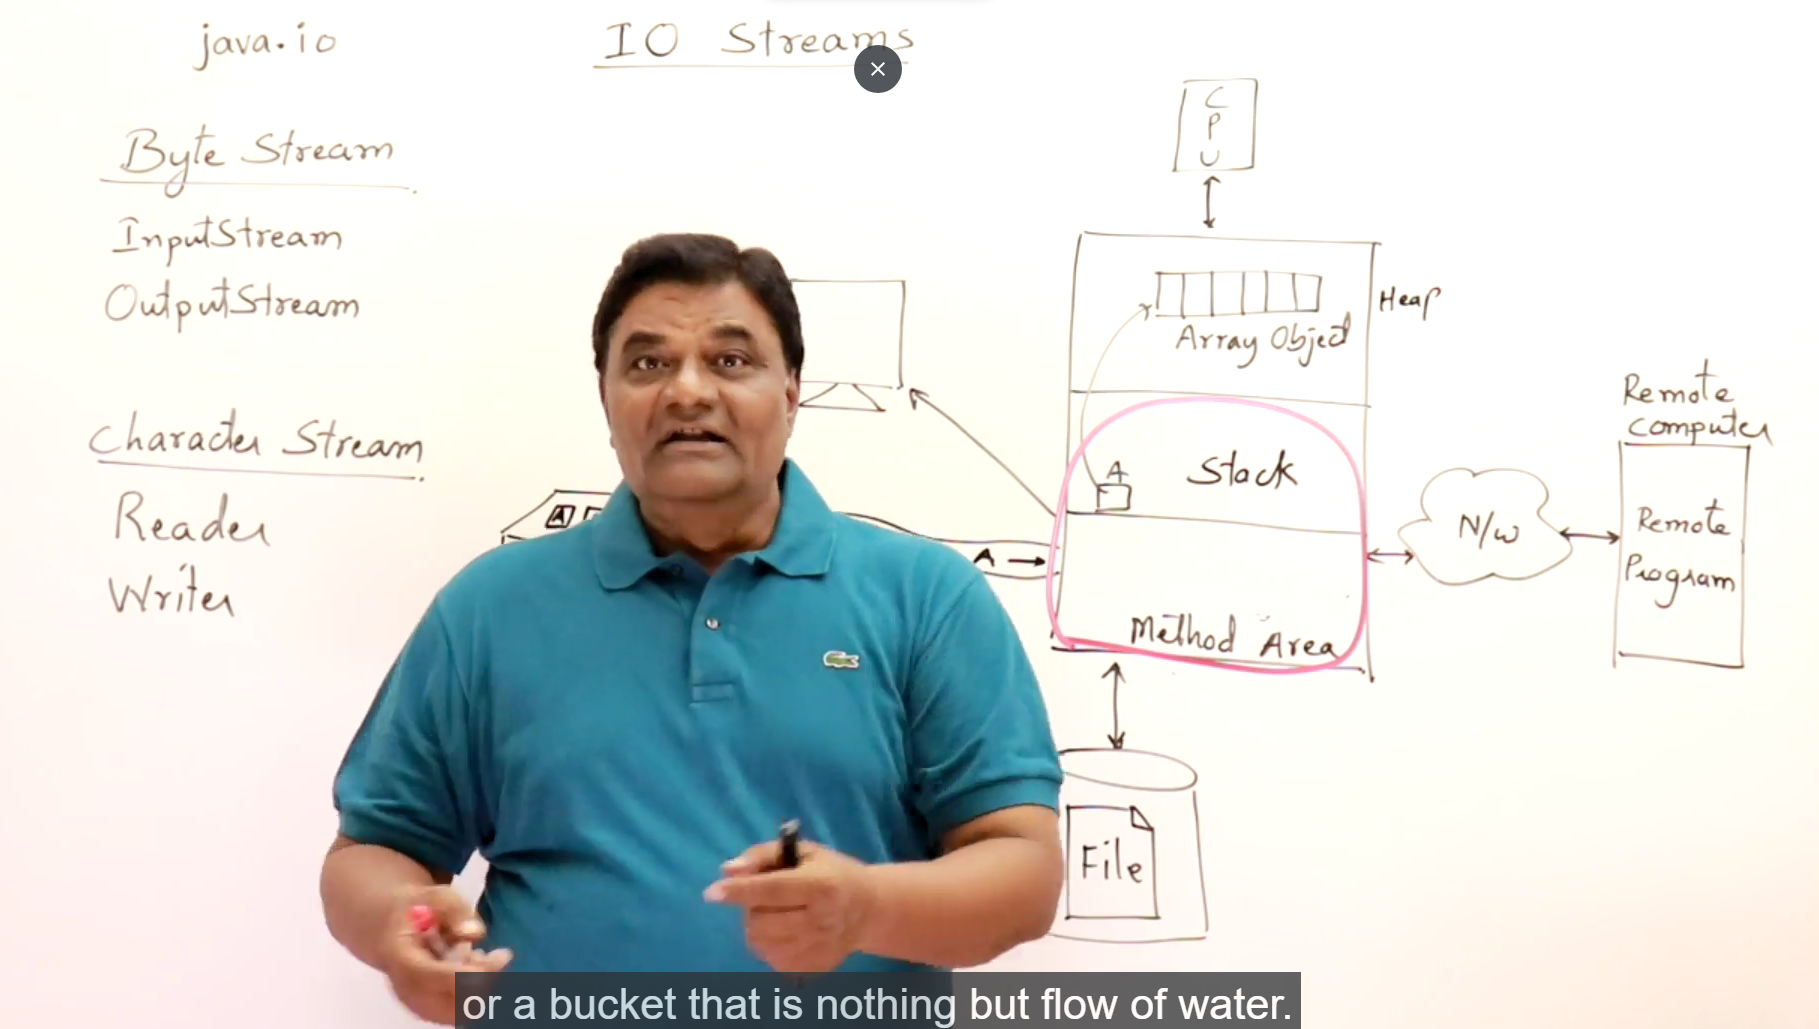 java.io
IO Streams
Byte Stream
InputStream
OutputStream
Character Stream
Reader
Writer
C
P
U
Heap
Array Object
A
Stack
Method Area
A
A
File
N/W
Remote
Computer
Remote
Program
or a bucket that is nothing but flow of water.